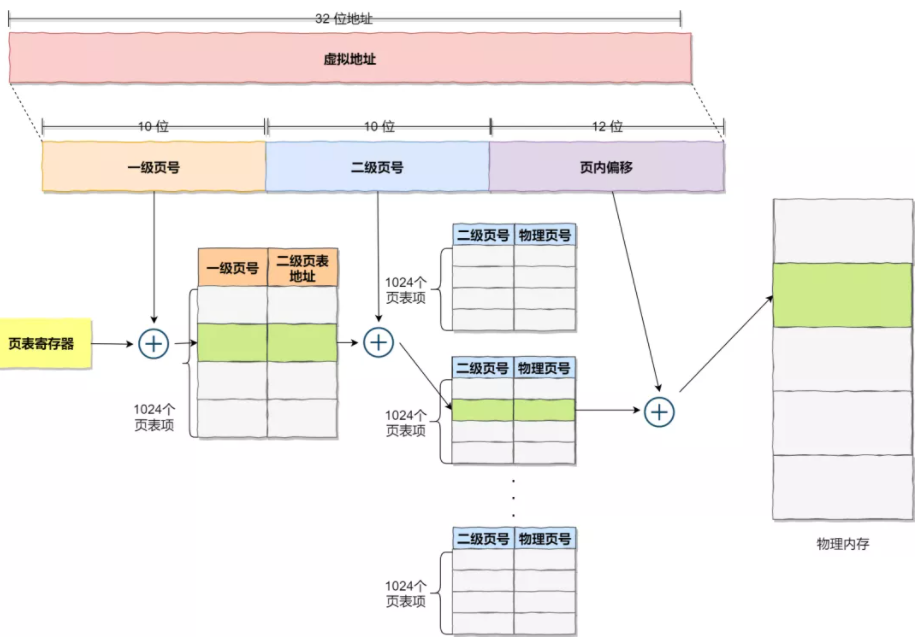 32 位地址
虚拟地址
10 位
10 位
12 位
一级页号
二级页号
页内偏移
二级页号
物理页号
一级页号
二级页表
地址
1024个
页表项
页表寄存器
二级页号
物理页号
1024个
页表项
1024个
页表项
二级页号
物理页号
1024个
页表项
物理内存